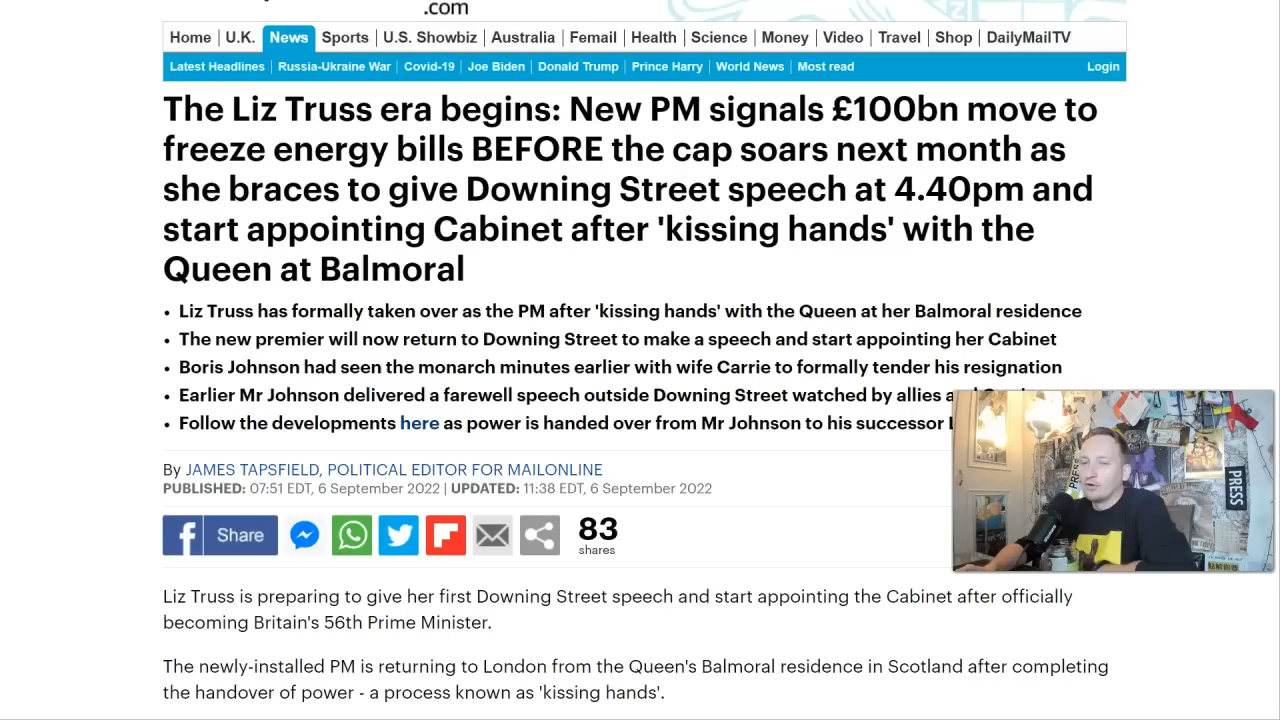 .com
Home U.K. News Sports U.S. Showbiz Australia Femail Health Science Money Video Travel Shop DailyMailTV
Latest Headlines Russia-Ukraine War Covid-19 Joe Biden Donald Trump Prince Harry World News Most read Login
The Liz Truss era begins: New PM signals £100bn move to
freeze energy bills BEFORE the cap soars next month as
she braces to give Downing Street speech at 4.40pm and
start appointing Cabinet after 'kissing hands' with the
Queen at Balmoral
• Liz Truss has formally taken over as the PM after 'kissing hands' with the Queen at her Balmoral residence
• The new premier will now return to Downing Street to make a speech and start appointing her Cabinet
• Boris Johnson had seen the monarch minutes earlier with wife Carrie to formally tender his resignation
• Earlier Mr Johnson delivered a farewell speech outside Downing Street watched by allies
• Follow the developments here as power is handed over from Mr Johnson to his successor
By JAMES TAPSFIELD, POLITICAL EDITOR FOR MAILONLINE
PUBLISHED: 07:51 EDT, 6 September 2022 | UPDATED: 11:38 EDT, 6 September 2022
f Share 83
shares
PRESS
PRESS
Liz Truss is preparing to give her first Downing Street speech and start appointing the Cabinet after officially
becoming Britain's 56th Prime Minister.
The newly-installed PM is returning to London from the Queen's Balmoral residence in Scotland after completing
the handover of power - a process known as 'kissing hands'.